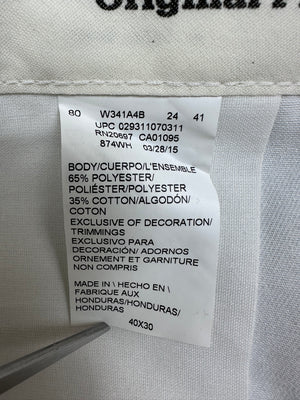 Original
80 W341A4B 24 41
UPC 029311070311
RN20697 CA01095
874WH 03/28/15
BODY/CUERPO/L'ENSEMBLE
65% POLYESTER/
POLIÉSTER/POLYESTER
35% COTTON/ALGODÓN/
COTON
EXCLUSIVE OF DECORATION/
TRIMMINGS
EXCLUSIVO PARA
DECORACIÓN/ ADORNOS
ORNEMENT ET GARNITURE
NON COMPRIS
MADE IN \ HECHO EN \
FABRIQUE AUX
HONDURAS/HONDURAS/
HONDURAS
40X30